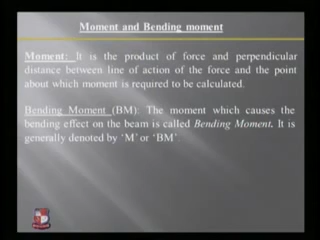 Moment and Bending moment
Moment: It is the product of force and perpendicular
distance between line of action of the force and the point
about which moment is required to be calculated.
Bending Moment (BM): The moment which causes the
bending effect on the beam is called Bending Moment. It is
generally denoted by 'M' or 'BM'.